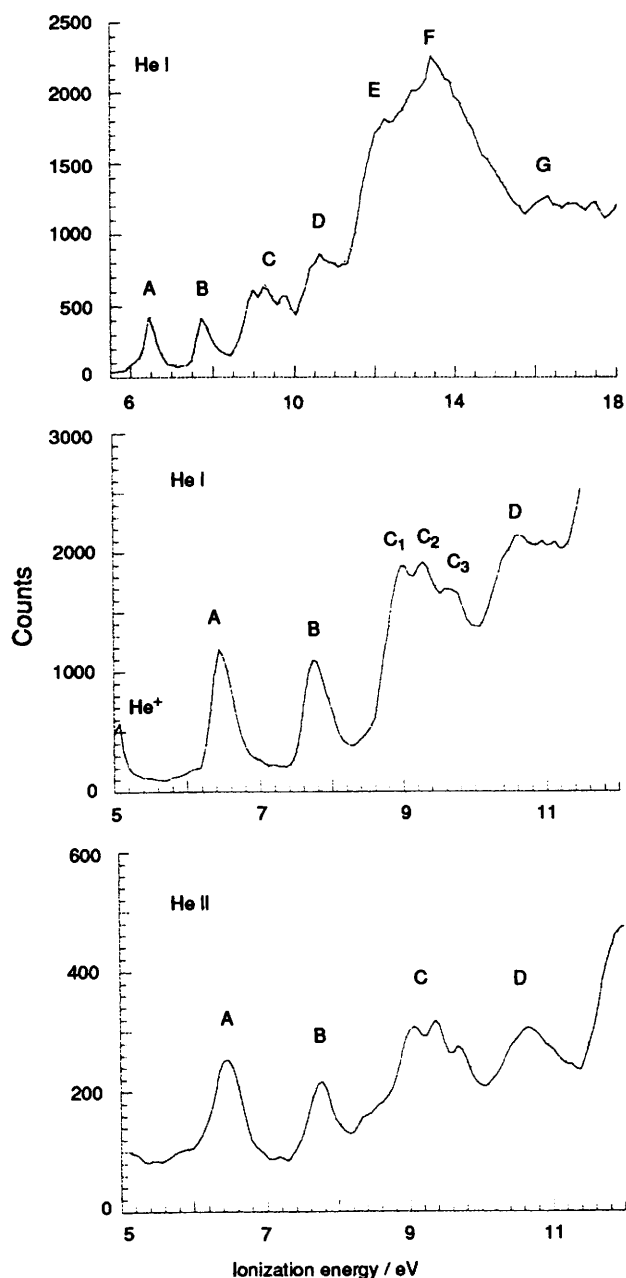 2500
He I
F
2000
E
1500
G
1000
D
C
A
B
500
0
6
10
14
18
3000
He I
D
C1
C2
2000
C3
Counts
A
B
1000
He+
0
5
7
9
11
600
He II
400
C
D
A
B
200
0
5
7
9
11
Ionization energy / eV